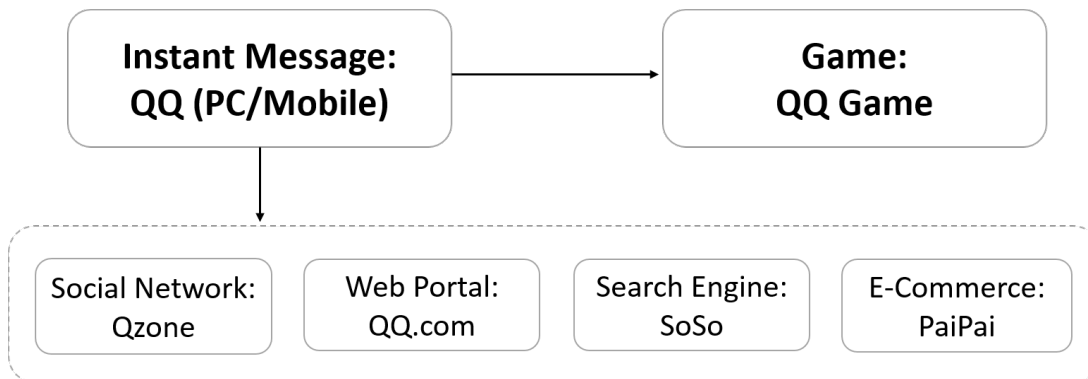 Instant Message:
QQ (PC/Mobile)
Game:
QQ Game
Social Network:
Qzone
Web Portal:
QQ.com
Search Engine:
SoSo
E-Commerce:
PaiPai